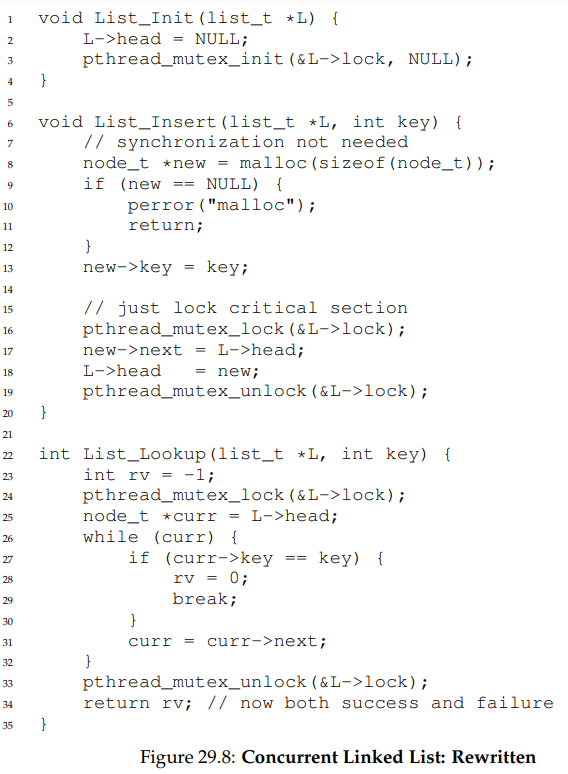 1 void List_Init(list_t *L) {
2     L->head = NULL;
3     pthread_mutex_init(&L->lock, NULL);
4 }
5
6 void List_Insert(list_t *L, int key) {
7     // synchronization not needed
8     node_t *new = malloc(sizeof(node_t));
9     if (new == NULL) {
10         perror("malloc");
11         return;
12     }
13     new->key = key;
14
15     // just lock critical section
16     pthread_mutex_lock(&L->lock);
17     new->next = L->head;
18     L->head   = new;
19     pthread_mutex_unlock(&L->lock);
20 }
21
22 int List_Lookup(list_t *L, int key) {
23     int rv = -1;
24     pthread_mutex_lock(&L->lock);
25     node_t *curr = L->head;
26     while (curr) {
27         if (curr->key == key) {
28             rv = 0;
29             break;
30         }
31         curr = curr->next;
32     }
33     pthread_mutex_unlock(&L->lock);
34     return rv; // now both success and failure
35 }
Figure 29.8: Concurrent Linked List: Rewritten